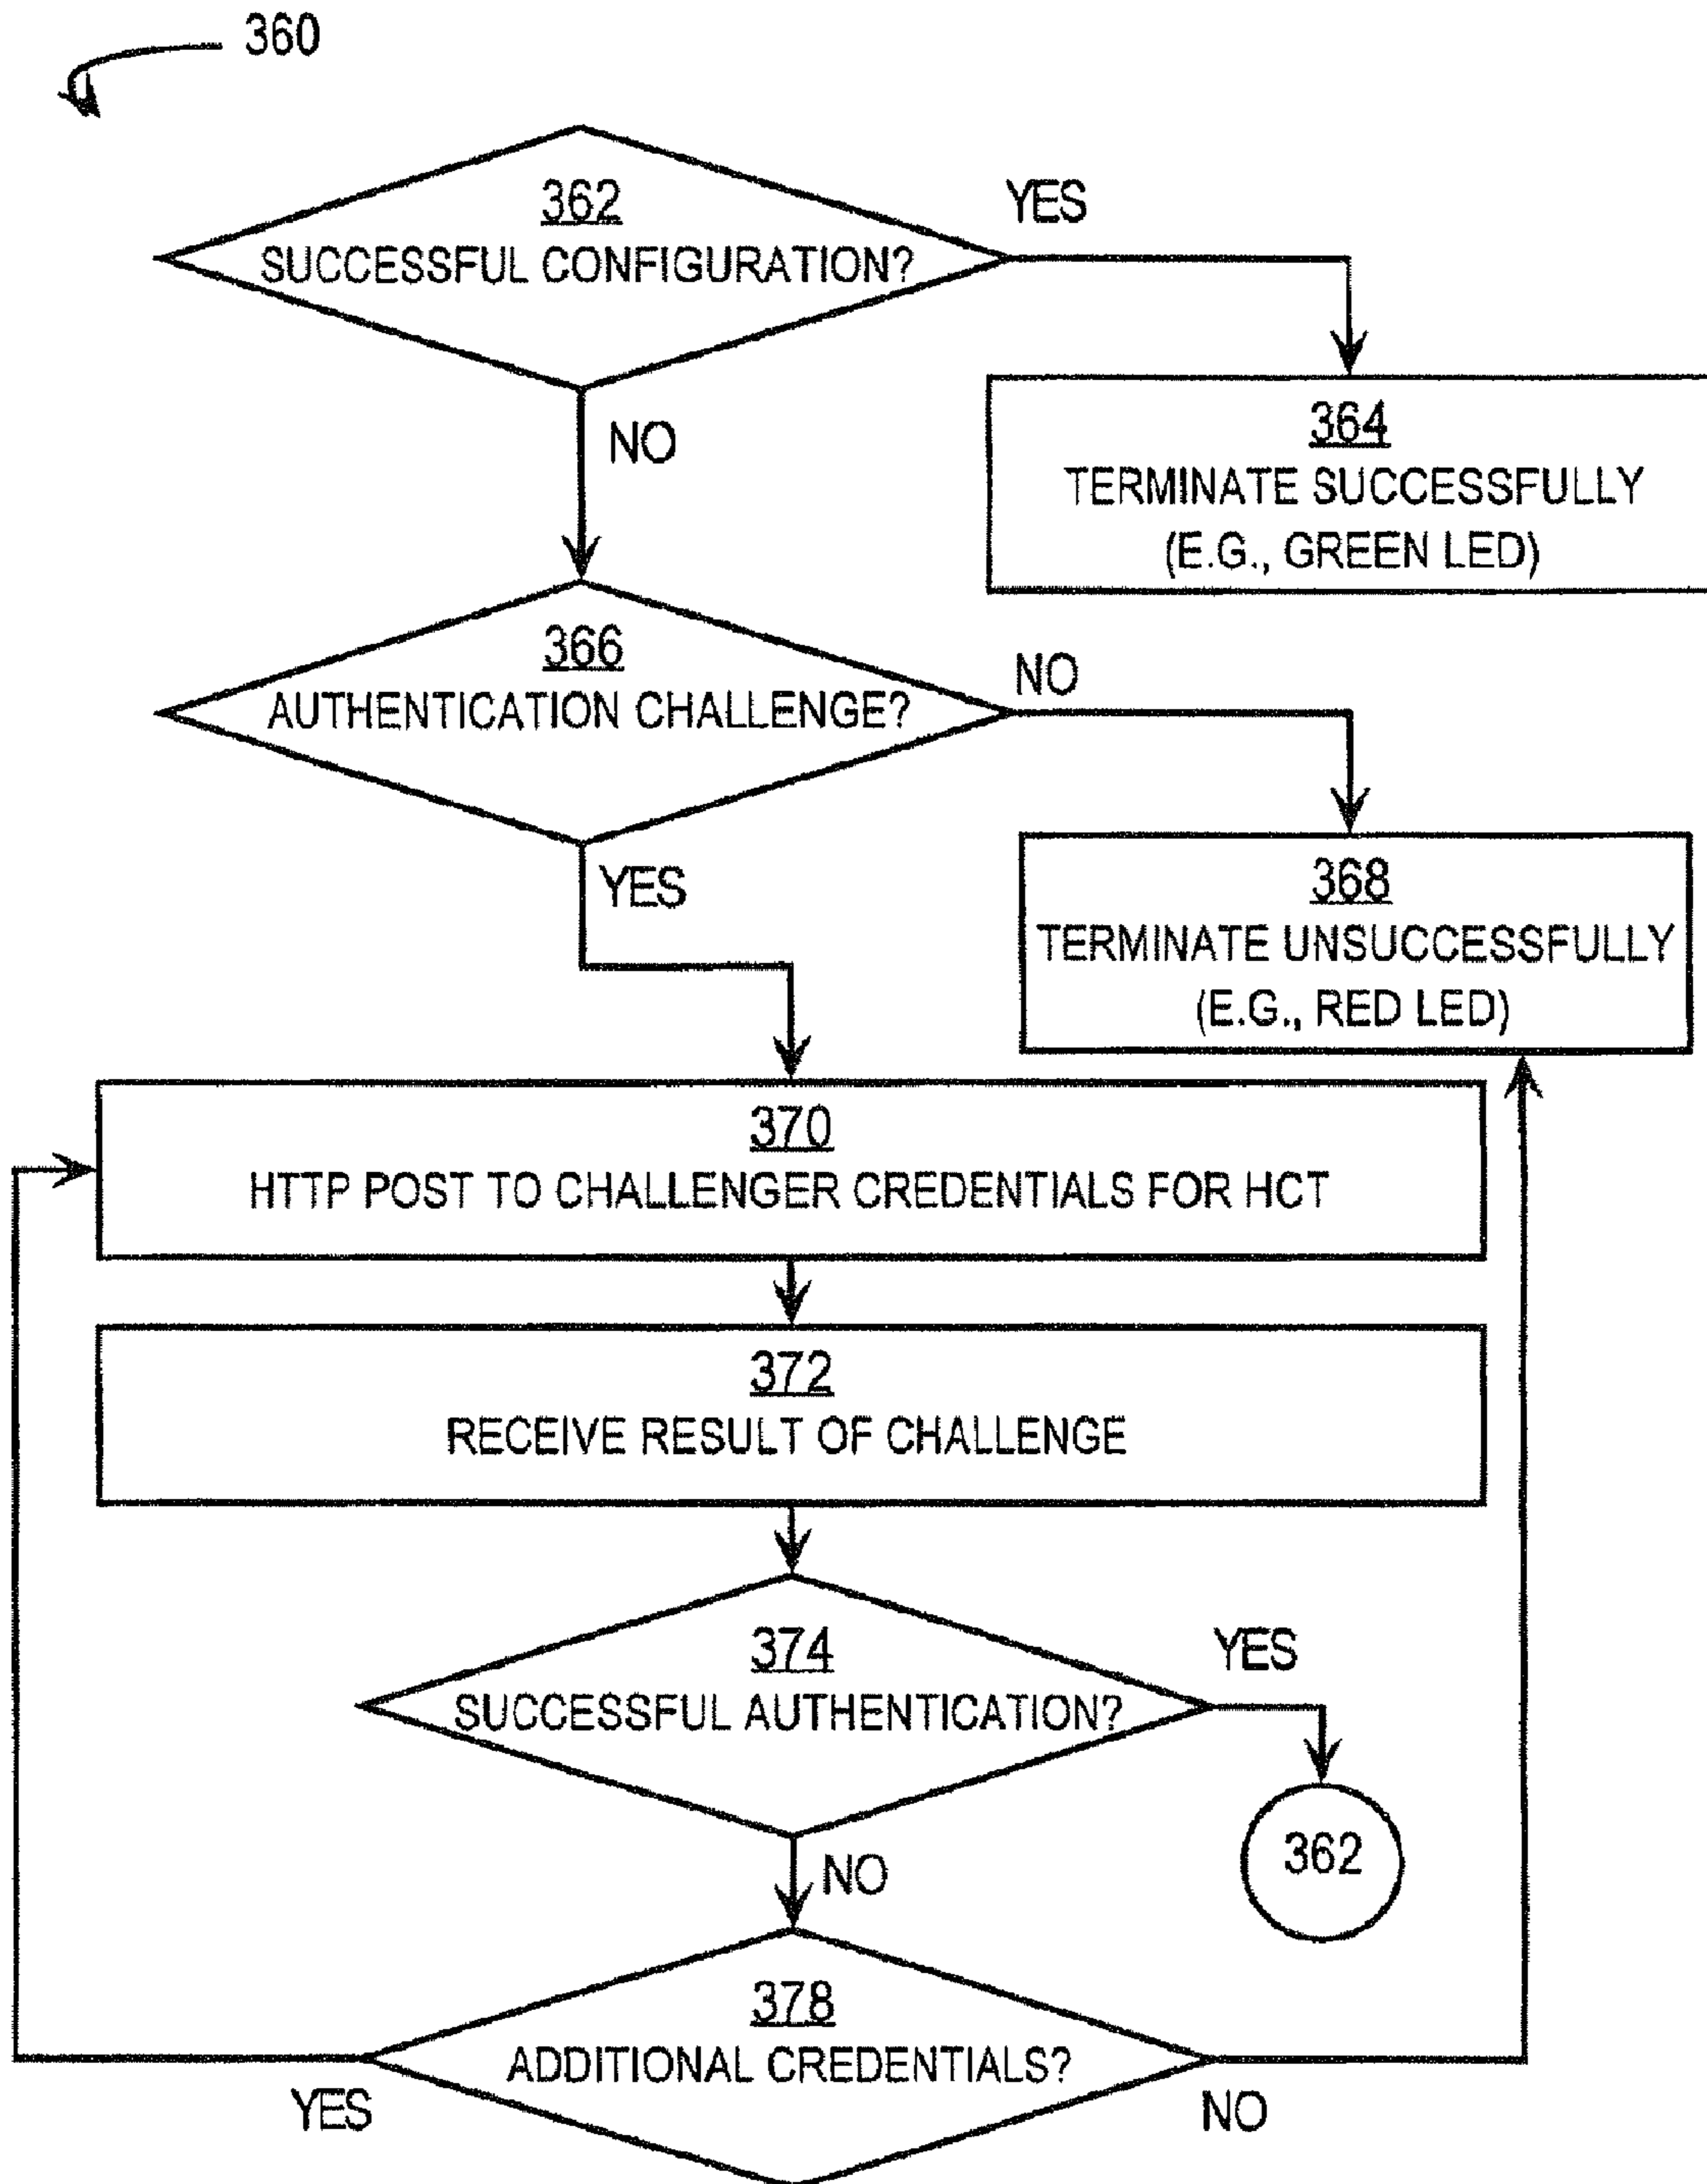 360
362
SUCCESSFUL CONFIGURATION?
YES
NO
364
TERMINATE SUCCESSFULLY
(E.G., GREEN LED)
366
AUTHENTICATION CHALLENGE?
NO
YES
368
TERMINATE UNSUCCESSFULLY
(E.G., RED LED)
370
HTTP POST TO CHALLENGER CREDENTIALS FOR HCT
372
RECEIVE RESULT OF CHALLENGE
374
SUCCESSFUL AUTHENTICATION?
YES
362
NO
378
ADDITIONAL CREDENTIALS?
YES
NO